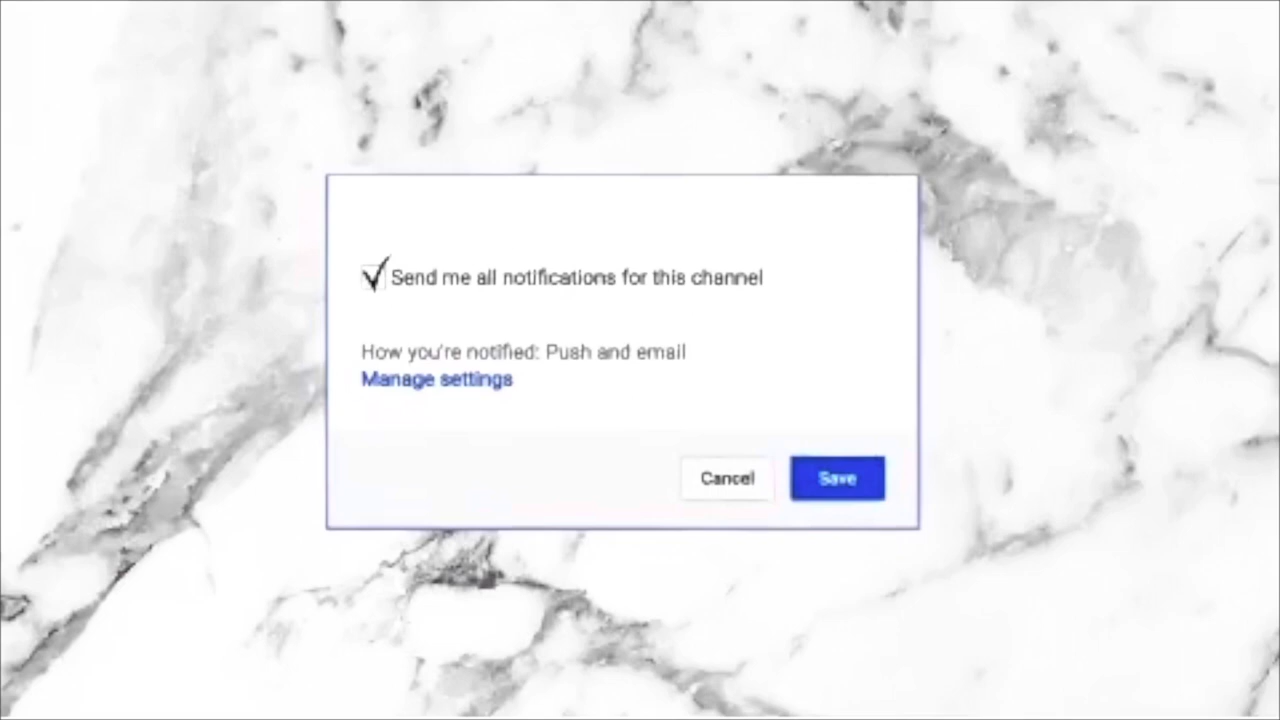 Send me all notifications for this channel
How you're notified: Push and email
Manage settings
Cancel
Save